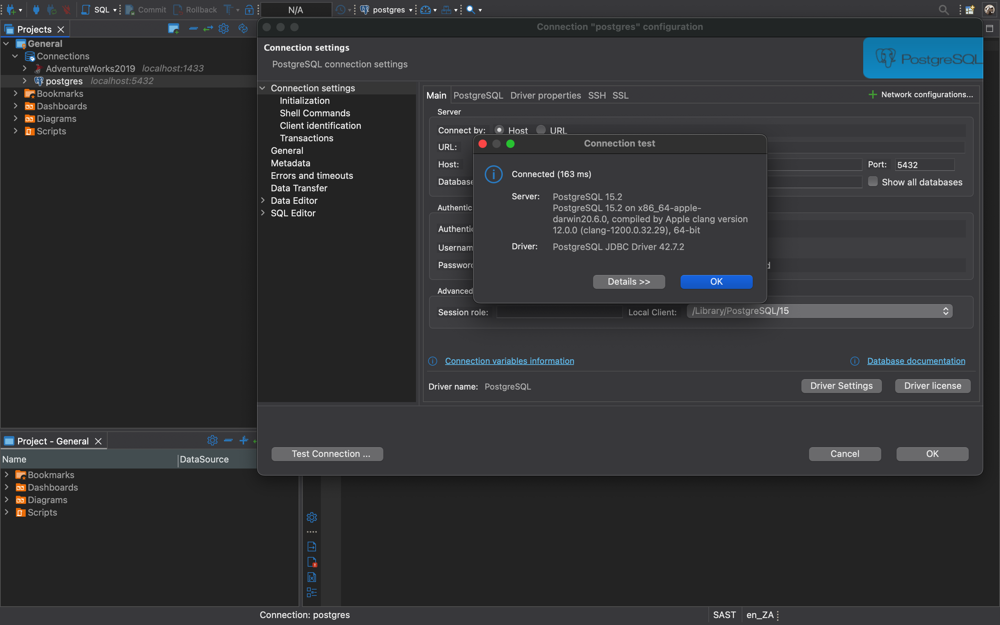 SQL
Commit
Rollback
N/A
postgres
Projects
General
Connections
AdventureWorks2019 localhost:1433
postgres localhost:5432
Bookmarks
Dashboards
Diagrams
Scripts
Connection "postgres" configuration
Connection settings
PostgreSQL connection settings
PostgreSQL
Connection settings
Initialization
Shell Commands
Client identification
Transactions
General
Metadata
Errors and timeouts
Data Transfer
Data Editor
SQL Editor
Main PostgreSQL Driver properties SSH SSL
Network configurations...
Server
Connect by: Host URL
URL:
Host:
Port: 5432
Database
Show all databases
Authentic
Authentic
Usernam
Password
Advanced
Session role:
Local Client: /Library/PostgreSQL/15
Connection test
Connected (163 ms)
Server: PostgreSQL 15.2
PostgreSQL 15.2 on x86_64-apple-
darwin20.6.0, compiled by Apple clang version
12.0.0 (clang-1200.0.32.29), 64-bit
Driver: PostgreSQL JDBC Driver 42.7.2
Details >> OK
Connection variables information
Database documentation
Driver name: PostgreSQL
Driver Settings
Driver license
Test Connection ...
Cancel
OK
Project - General
Name DataSource
Bookmarks
Dashboards
Diagrams
Scripts
Connection: postgres
SAST
en_ZA